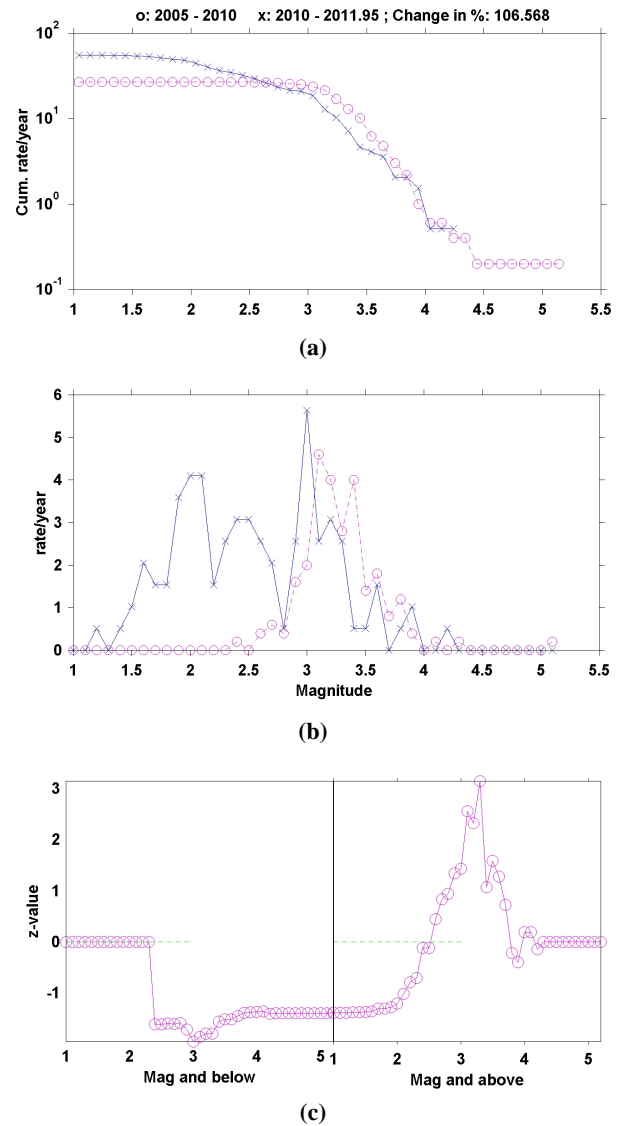 o: 2005 - 2010 x: 2010 - 2011.95 ; Change in %: 106.568
Cum. rate/year
10^2
10^1
10^0
10^-1
1 1.5 2 2.5 3 3.5 4 4.5 5 5.5
(a)
rate/year
6
5
4
3
2
1
0
1 1.5 2 2.5 3 3.5 4 4.5 5 5.5
Magnitude
(b)
z-value
3
2
1
0
-1
1 2 3 4 5 1 2 3 4 5
Mag and below Mag and above
(c)